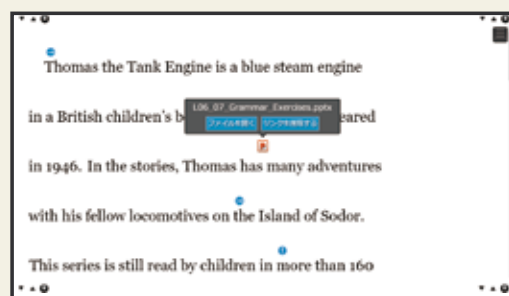 Thomas the Tank Engine is a blue steam engine
L06_07_Grammar_Exercises.pptx
ファイルを開く リンクを解除する
in a British children's b eared
in 1946. In the stories, Thomas has many adventures
with his fellow locomotives on the Island of Sodor.
This series is still read by children in more than 160